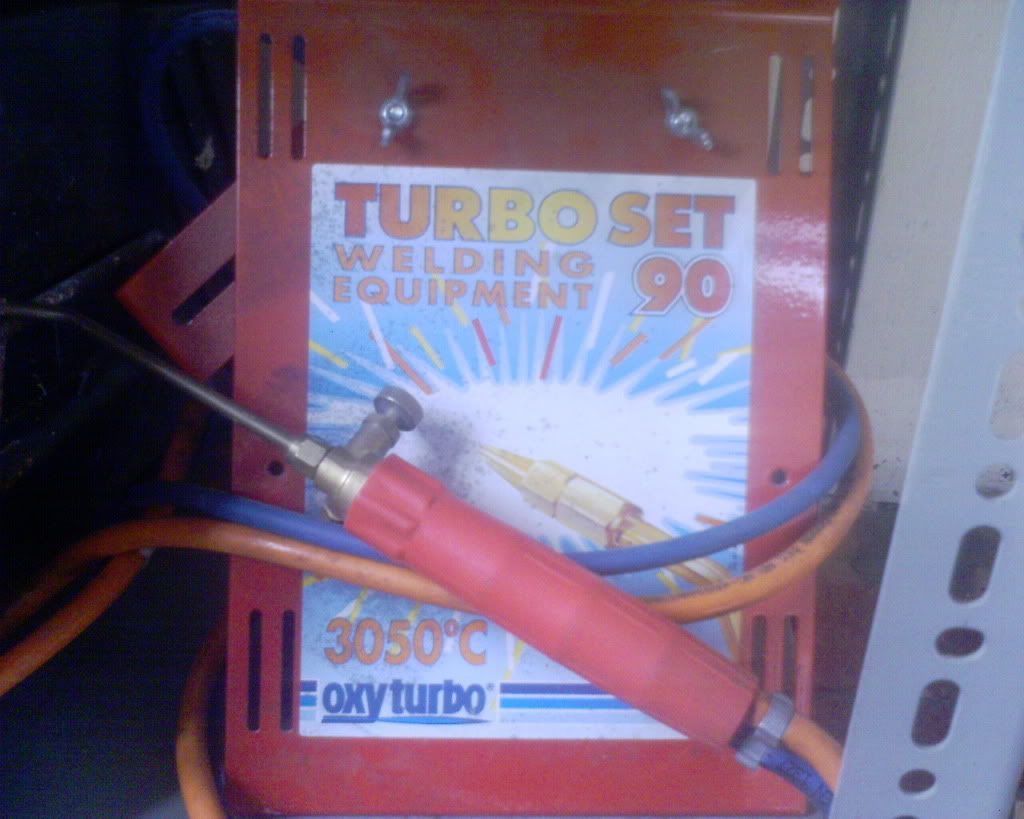 TURBO SET
WELDING
EQUIPMENT
90
3050°C
oxyturbo®